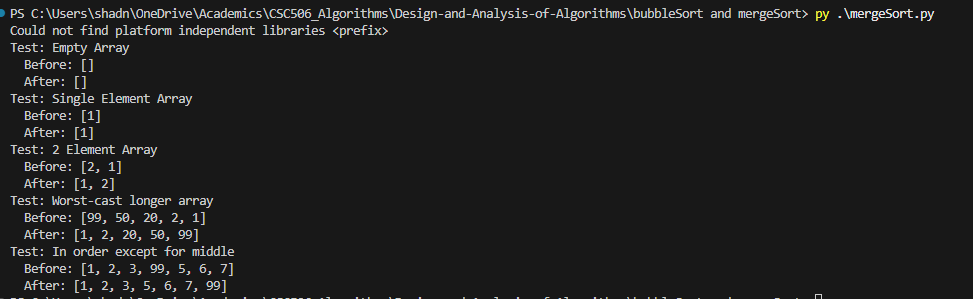 PS C:\Users\shadn\OneDrive\Academics\CSC506_Algorithms\Design-and-Analysis-of-Algorithms\bubbleSort and mergeSort> py .\mergeSort.py
Could not find platform independent libraries <prefix>
Test: Empty Array
  Before: []
  After: []
Test: Single Element Array
  Before: [1]
  After: [1]
Test: 2 Element Array
  Before: [2, 1]
  After: [1, 2]
Test: Worst-cast longer array
  Before: [99, 50, 20, 2, 1]
  After: [1, 2, 20, 50, 99]
Test: In order except for middle
  Before: [1, 2, 3, 99, 5, 6, 7]
  After: [1, 2, 3, 5, 6, 7, 99]